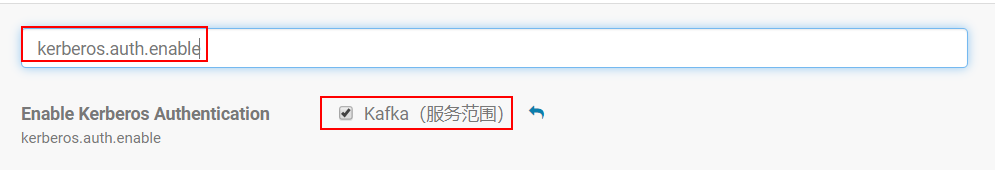 kerberos.auth.enable
Enable Kerberos Authentication Kafka（服务范围）
kerberos.auth.enable